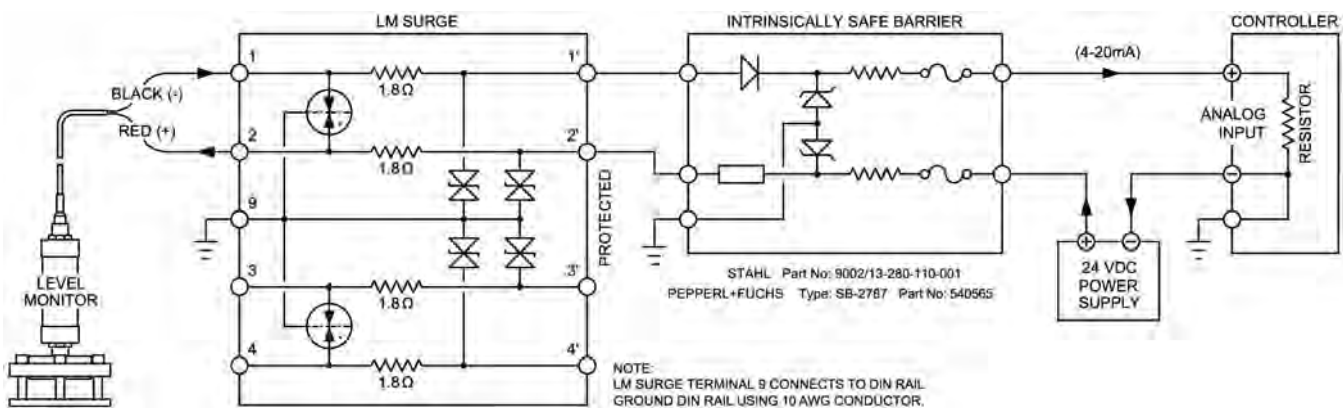 LM SURGE
INTRINSICALLY SAFE BARRIER
CONTROLLER
1
1.8Ω
1'
(4-20mA)
BLACK (-)
RED (+)
2
1.8Ω
2'
ANALOG
INPUT
RESISTOR
9
PROTECTED
LEVEL
MONITOR
3
1.8Ω
3'
STAHL Part No: 9002/13-280-110-001
PEPPERL+FUCHS Type: SB-2787 Part No: 540565
24 VDC
POWER
SUPPLY
4
1.8Ω
4'
NOTE:
LM SURGE TERMINAL 9 CONNECTS TO DIN RAIL
GROUND DIN RAIL USING 10 AWG CONDUCTOR.